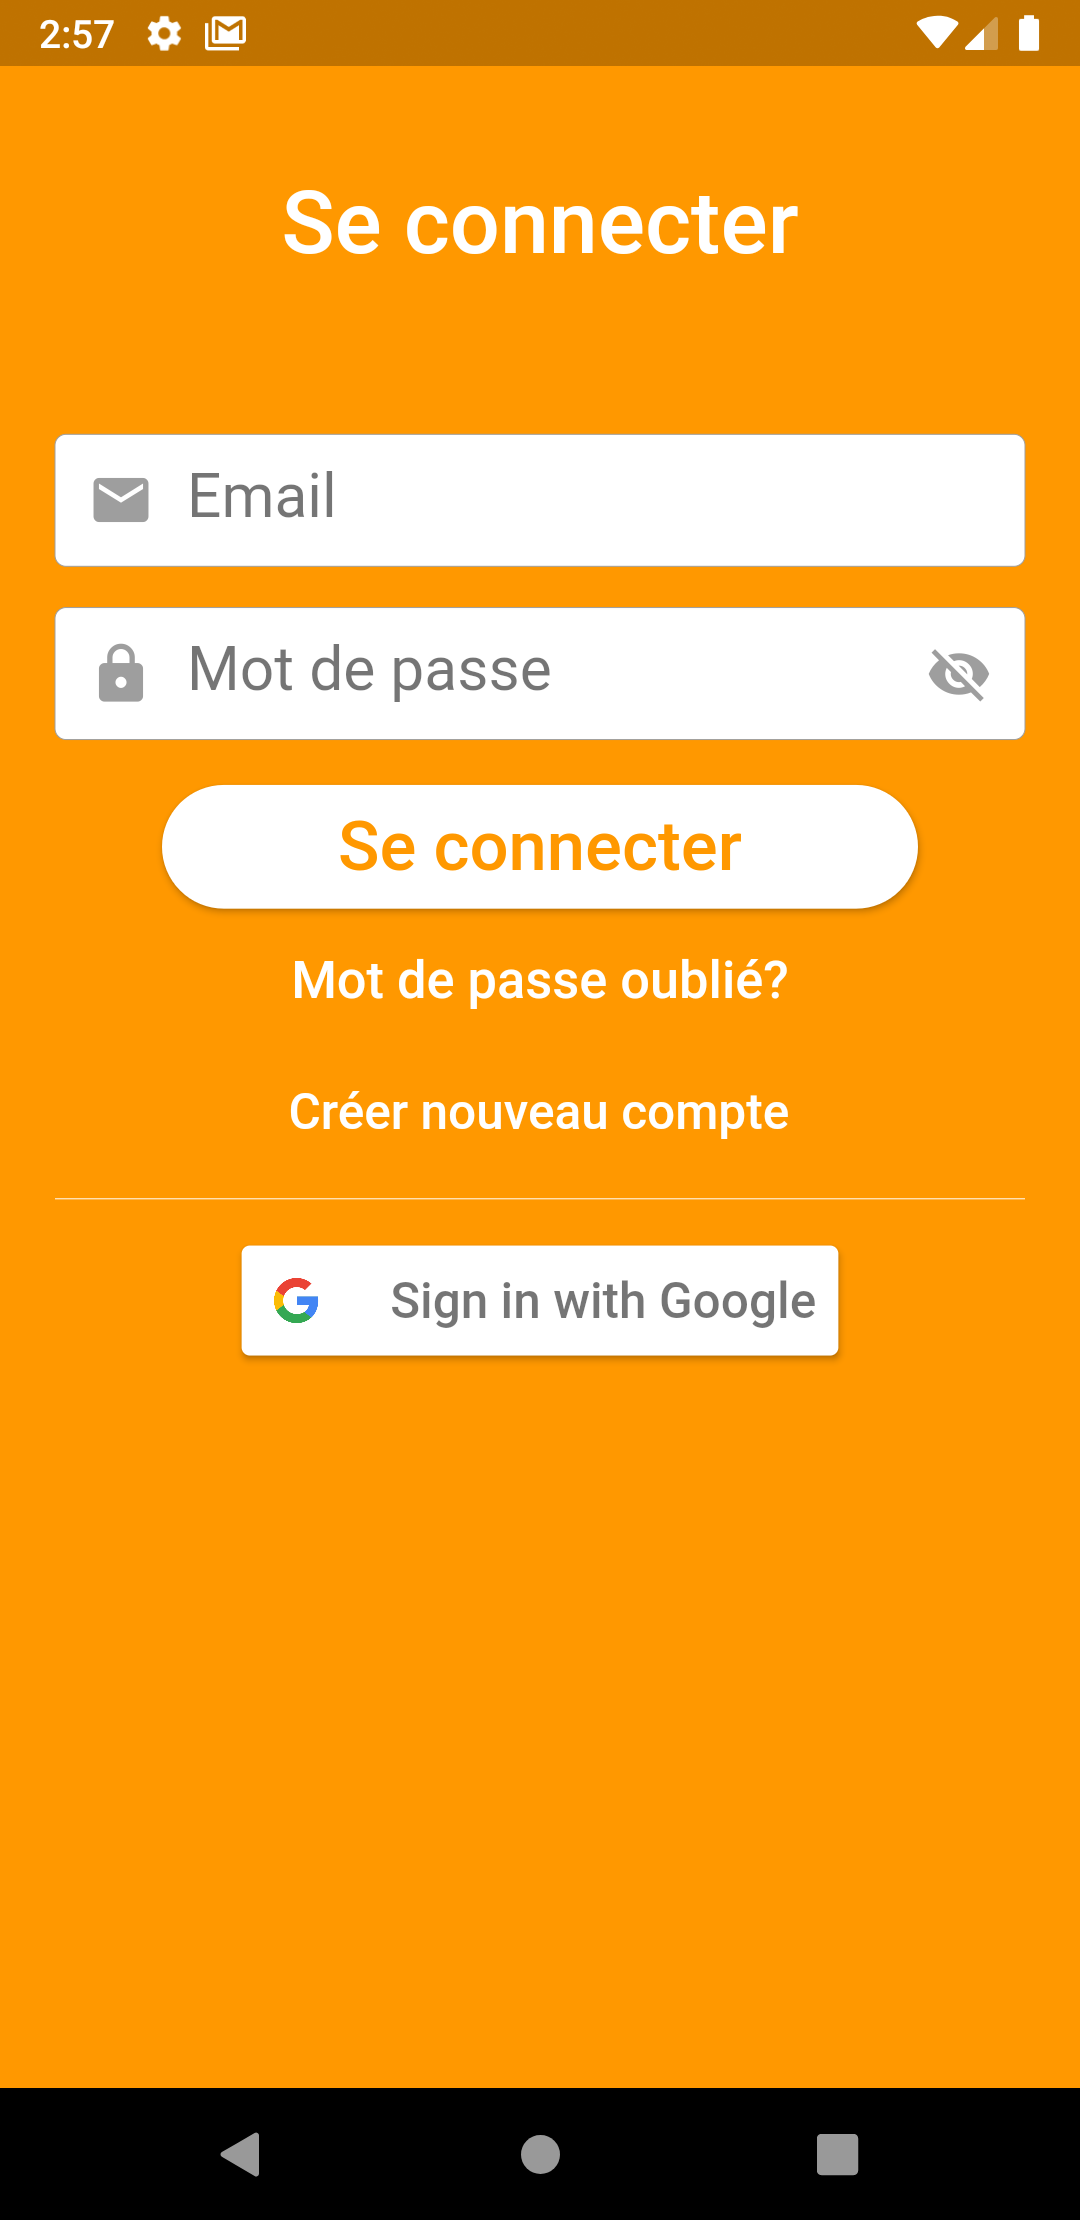 2:57
Se connecter
Email
Mot de passe
Se connecter
Mot de passe oublié?
Créer nouveau compte
Sign in with Google